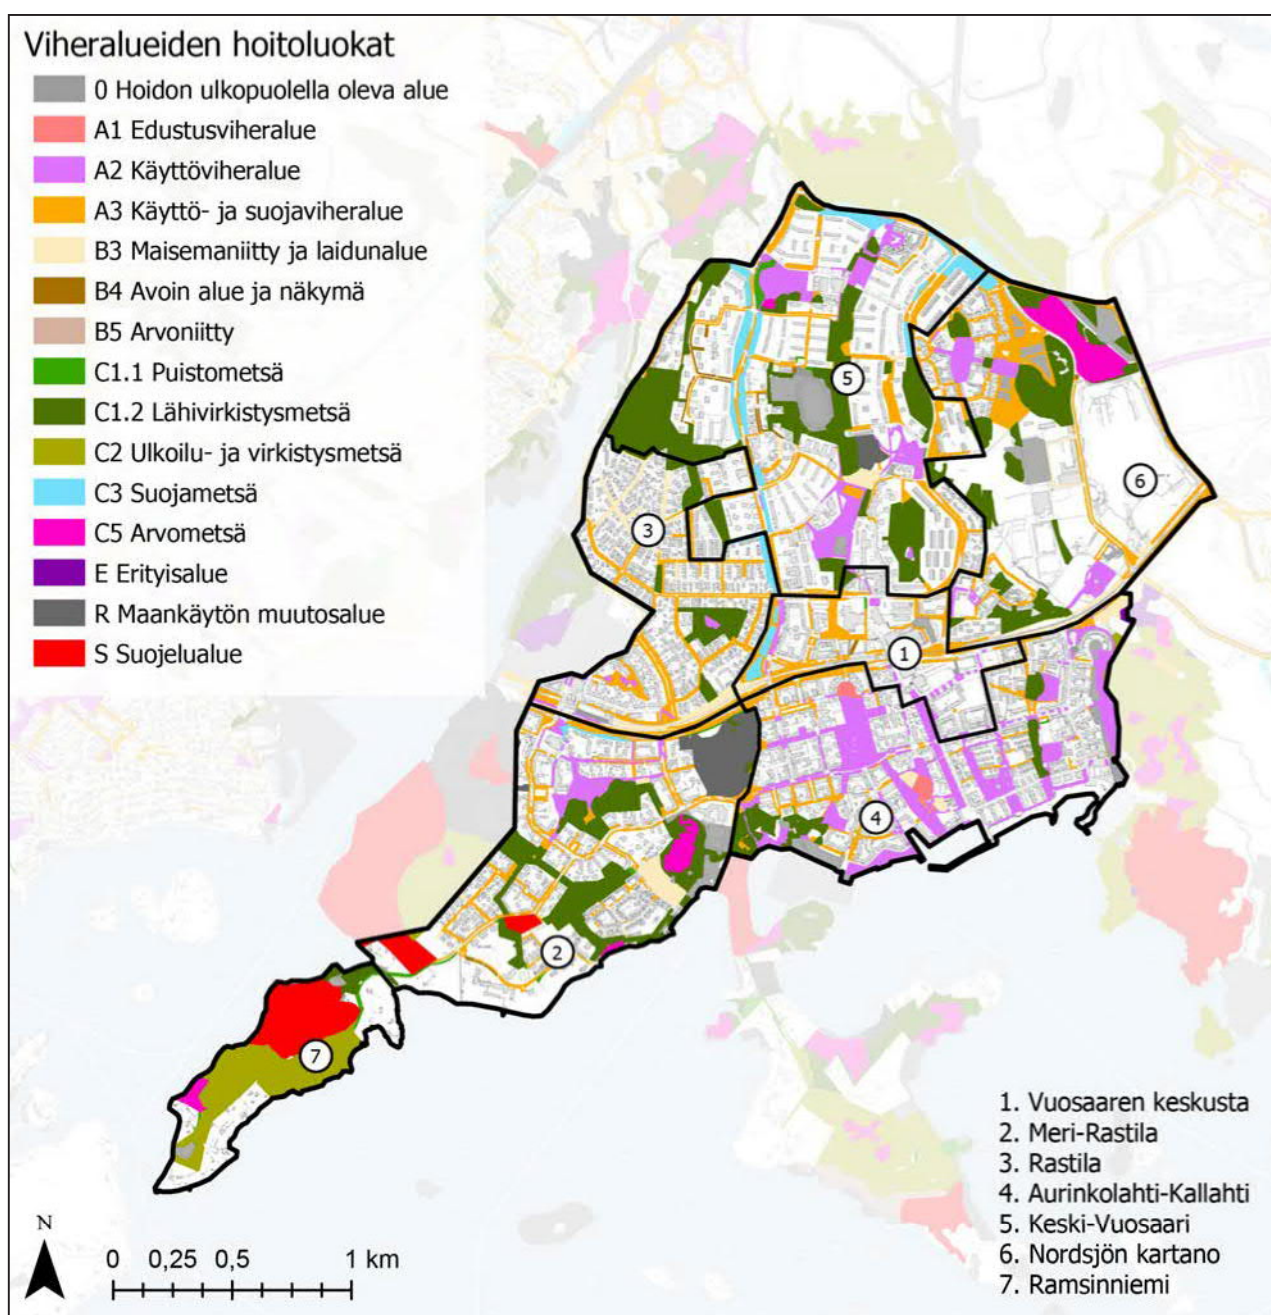 Viheralueiden hoitoluokat
0 Hoidon ulkopuolella oleva alue
A1 Edustusviheralue
A2 Käyttöviheralue
A3 Käyttö- ja suojaviheralue
B3 Maisemaniitty ja laidunalue
B4 Avoin alue ja näkymä
B5 Arvoniitty
C1.1 Puistometsä
C1.2 Lähivirkistysmetsä
C2 Ulkoilu- ja virkistysmetsä
C3 Suojametsä
C5 Arvometsä
E Erityisalue
R Maankäytön muutosalue
S Suojelualue
5
6
3
1
4
2
7
1. Vuosaaren keskusta
2. Meri-Rastila
3. Rastila
4. Aurinkolahti-Kallahti
5. Keski-Vuosaari
6. Nordsjön kartano
7. Ramsinniemi
N
0 0,25 0,5 1 km